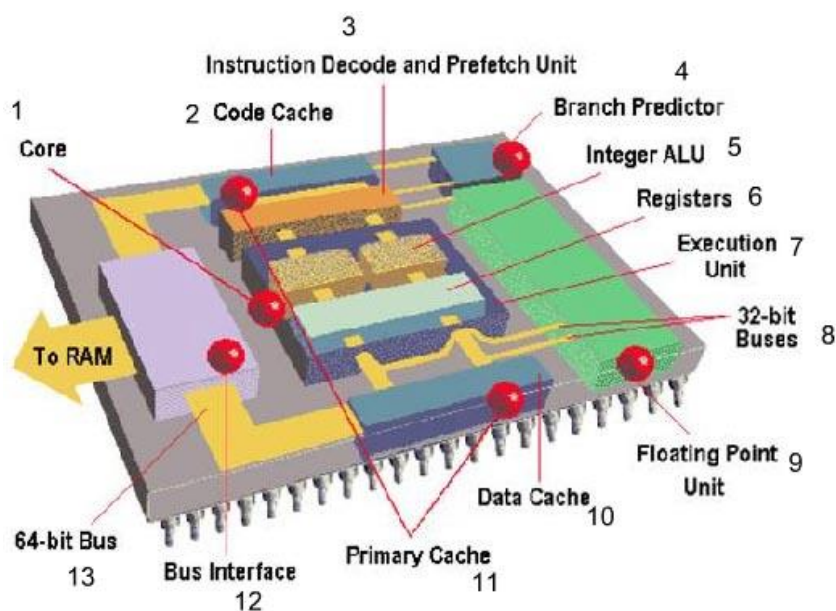 3
Instruction Decode and Prefetch Unit
4
Branch Predictor
1
Core
2 Code Cache
Integer ALU 5
Registers 6
Execution Unit 7
32-bit Buses 8
To RAM
Floating Point Unit 9
Data Cache 10
64-bit Bus
13
Bus Interface
12
Primary Cache
11